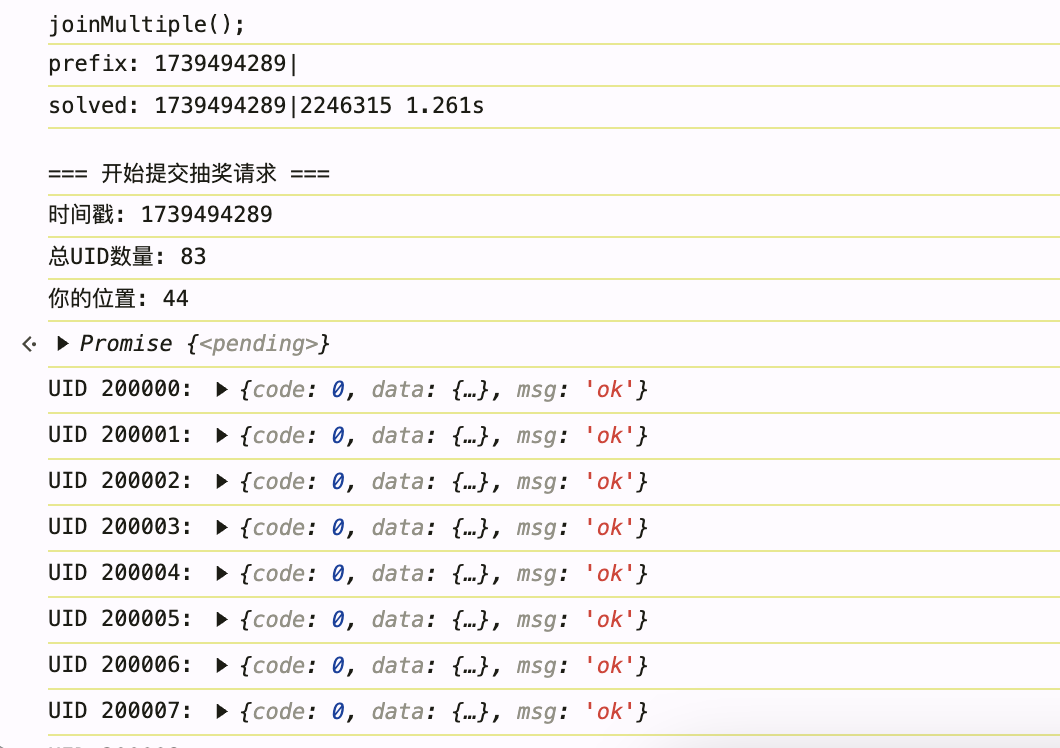 joinMultiple();
prefix: 1739494289|
solved: 1739494289|2246315 1.261s
=== 开始提交抽奖请求 ===
时间戳: 1739494289
总UID数量: 83
你的位置: 44
Promise {<pending>}
UID 200000: {code: 0, data: {…}, msg: 'ok'}
UID 200001: {code: 0, data: {…}, msg: 'ok'}
UID 200002: {code: 0, data: {…}, msg: 'ok'}
UID 200003: {code: 0, data: {…}, msg: 'ok'}
UID 200004: {code: 0, data: {…}, msg: 'ok'}
UID 200005: {code: 0, data: {…}, msg: 'ok'}
UID 200006: {code: 0, data: {…}, msg: 'ok'}
UID 200007: {code: 0, data: {…}, msg: 'ok'}